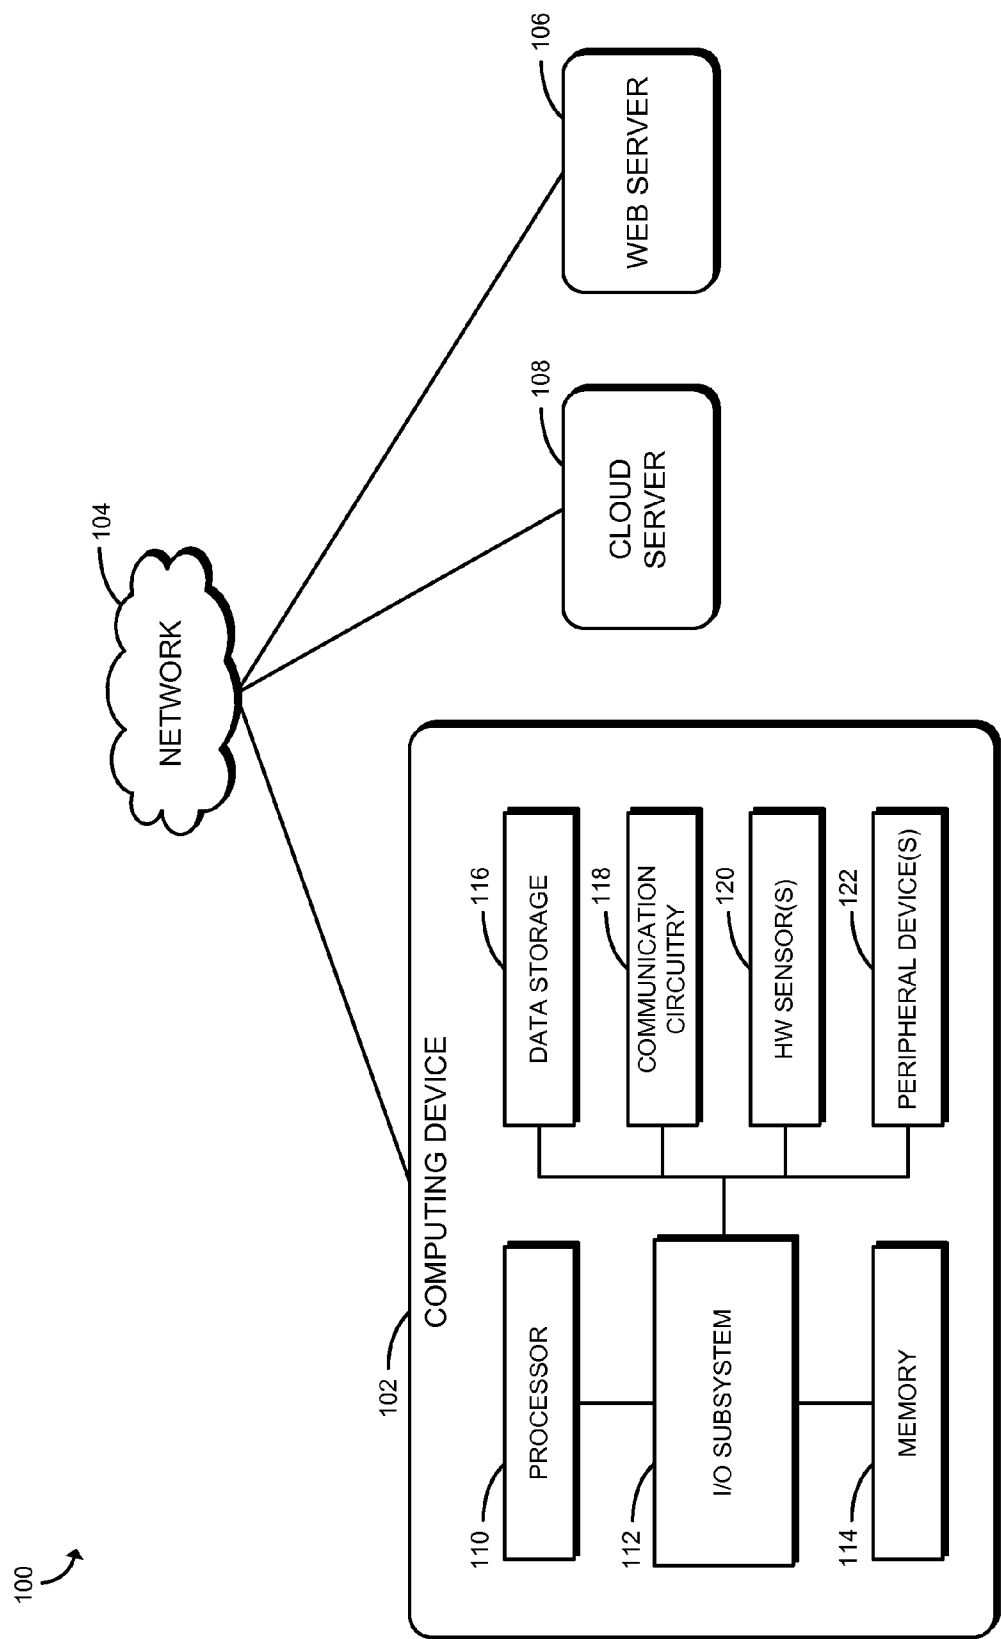 100
104
NETWORK
102
COMPUTING DEVICE
110
PROCESSOR
112
I/O SUBSYSTEM
114
MEMORY
116
DATA STORAGE
118
COMMUNICATION
CIRCUITRY
120
HW SENSOR(S)
122
PERIPHERAL DEVICE(S)
108
CLOUD
SERVER
106
WEB SERVER